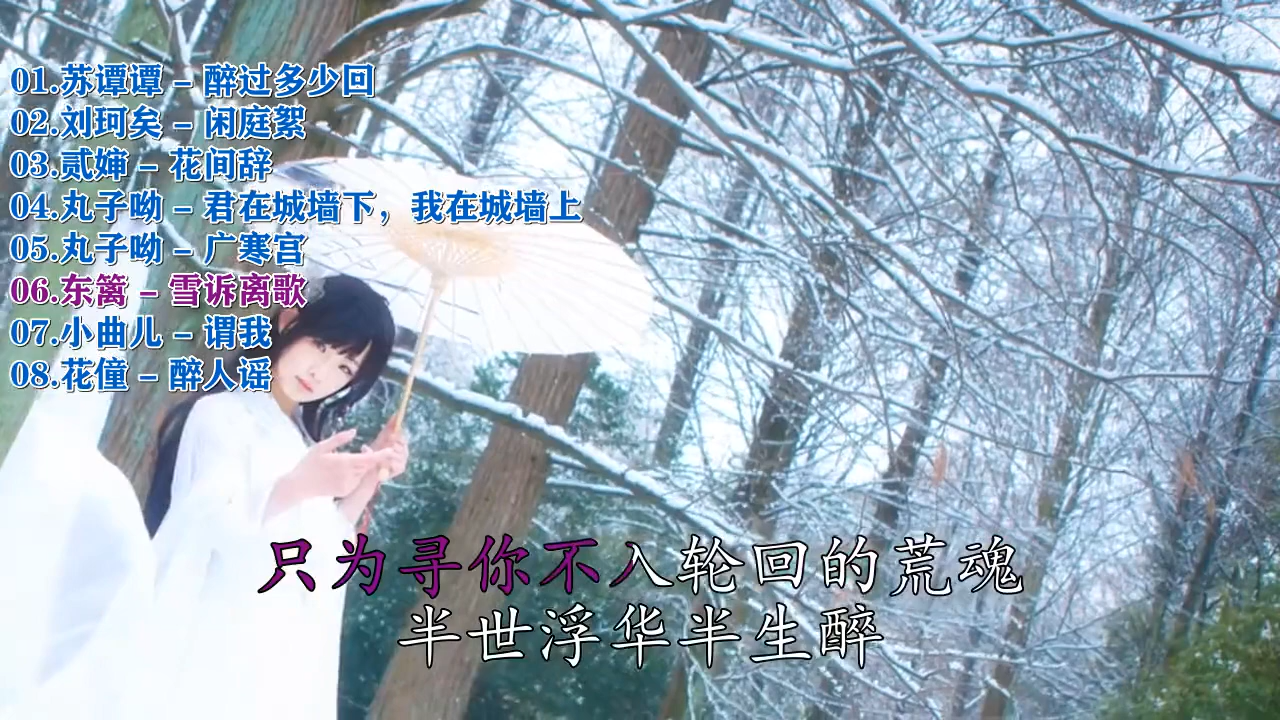 01.苏谭谭 – 醉过多少回
02.刘珂矣 – 闲庭絮
03.贰婶 – 花间辞
04.丸子呦 – 君在城墙下，我在城墙上
05.丸子呦 – 广寒宫
06.东篱 – 雪诉离歌
07.小曲儿 – 谓我
08.花僮 – 醉人谣
只为寻你不入轮回的荒魂
半世浮华半生醉